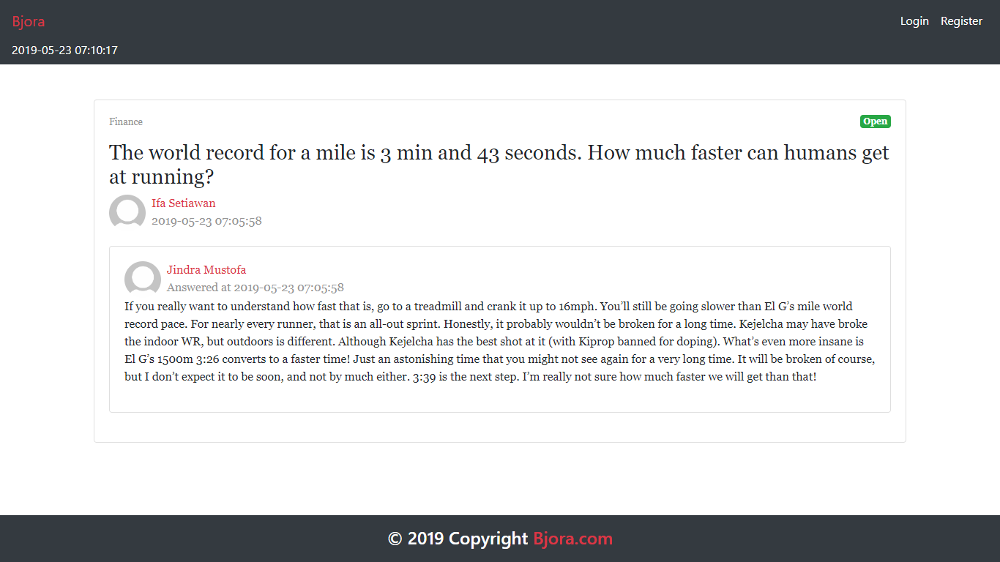 Bjora
Login Register
2019-05-23 07:10:17
Finance
Open
The world record for a mile is 3 min and 43 seconds. How much faster can humans get
at running?
Ifa Setiawan
2019-05-23 07:05:58
Jindra Mustofa
Answered at 2019-05-23 07:05:58
If you really want to understand how fast that is, go to a treadmill and crank it up to 16mph. You’ll still be going slower than El G’s mile world
record pace. For nearly every runner, that is an all-out sprint. Honestly, it probably wouldn’t be broken for a long time. Kejelcha may have broke
the indoor WR, but outdoors is different. Although Kejelcha has the best shot at it (with Kiprop banned for doping). What’s even more insane is
El G’s 1500m 3:26 converts to a faster time! Just an astonishing time that you might not see again for a very long time. It will be broken of course,
but I don’t expect it to be soon, and not by much either. 3:39 is the next step. I’m really not sure how much faster we will get than that!
© 2019 Copyright Bjora.com